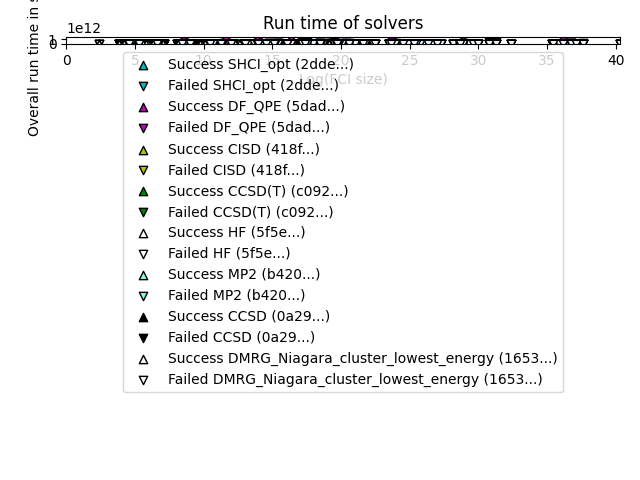 Run time of solvers
1e12
1
0
Overall run time in s
0 5 10 15 20 25 30 35 40
Log(FCI size)
Success SHCI_opt (2dde...)
Failed SHCI_opt (2dde...)
Success DF_QPE (5dad...)
Failed DF_QPE (5dad...)
Success CISD (418f...)
Failed CISD (418f...)
Success CCSD(T) (c092...)
Failed CCSD(T) (c092...)
Success HF (5f5e...)
Failed HF (5f5e...)
Success MP2 (b420...)
Failed MP2 (b420...)
Success CCSD (0a29...)
Failed CCSD (0a29...)
Success DMRG_Niagara_cluster_lowest_energy (1653...)
Failed DMRG_Niagara_cluster_lowest_energy (1653...)